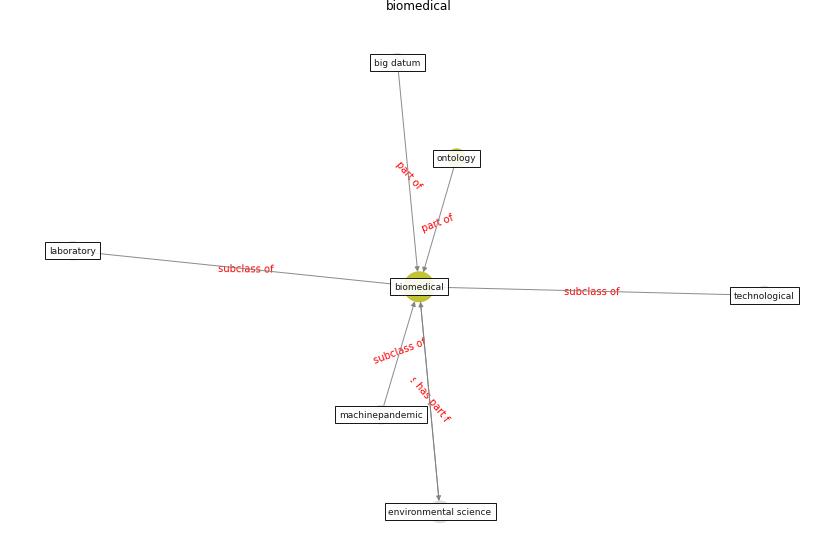 biomedical
big datum
part of
ontology
part of
laboratory
subclass of
biomedical
subclass of
technological
subclass of
has part
machinepandemic
environmental science